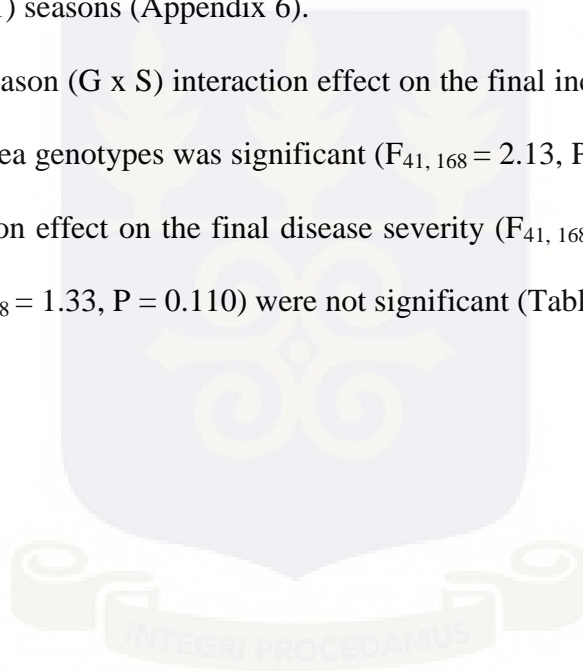 ) seasons (Appendix 6).
ason (G x S) interaction effect on the final inc
ea genotypes was significant (F41, 168 = 2.13, P
on effect on the final disease severity (F41, 168
8 = 1.33, P = 0.110) were not significant (Tabl
INTEGRI PROCEDAMUS